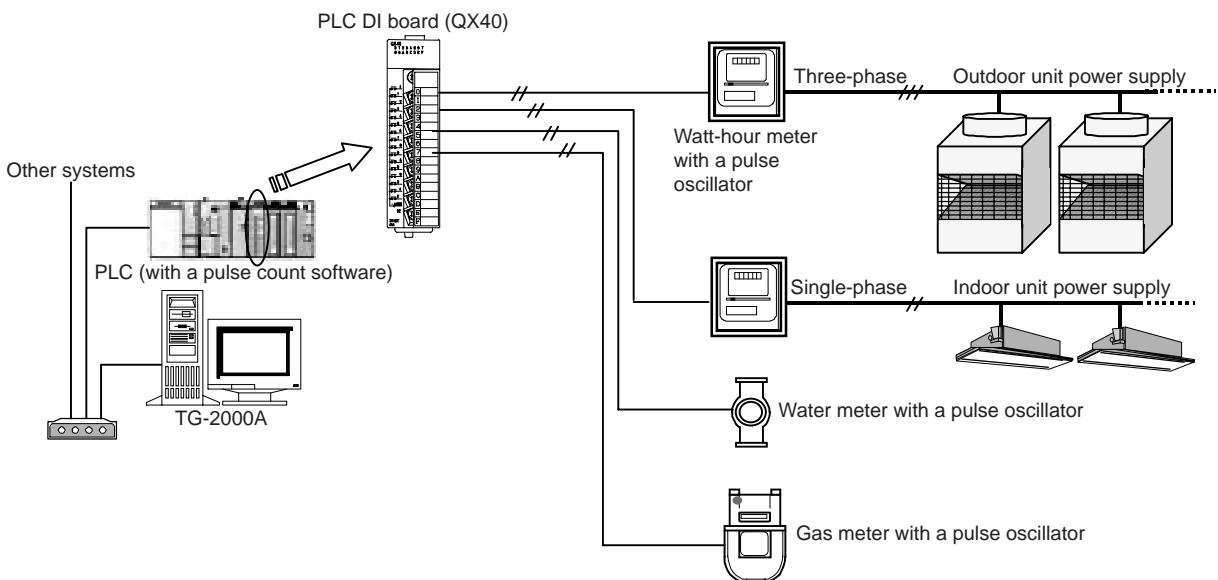 PLC DI board (QX40)
Three-phase
Outdoor unit power supply
Watt-hour meter
with a pulse
oscillator
Other systems
PLC (with a pulse count software)
Single-phase
Indoor unit power supply
TG-2000A
Water meter with a pulse oscillator
Gas meter with a pulse oscillator